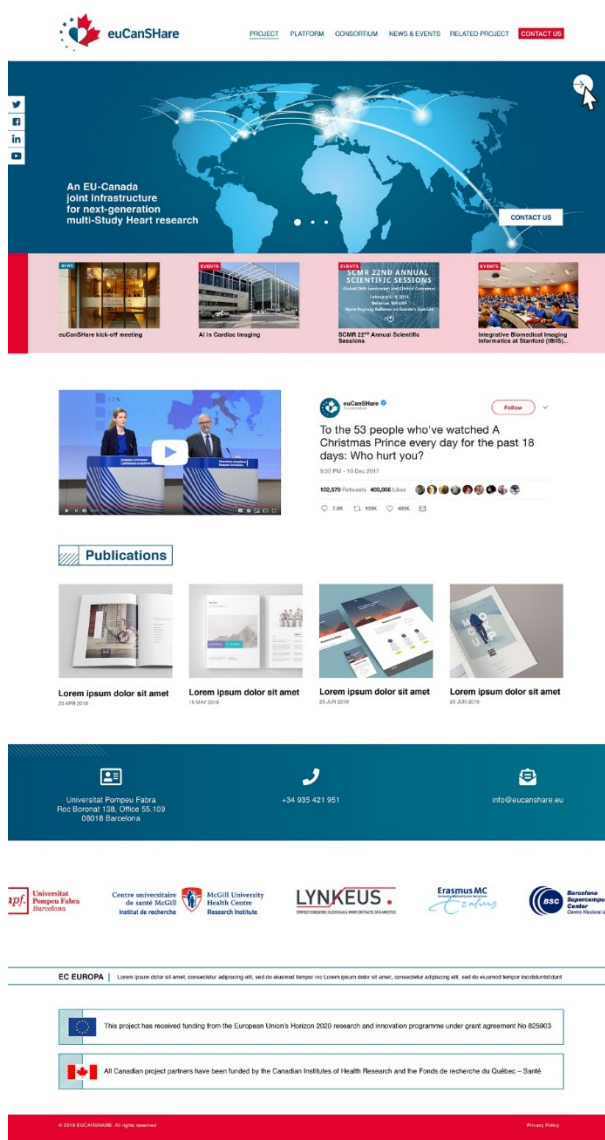 euCanSHare
PROJECT PLATFORM CONSORTIUM NEWS & EVENTS RELATED PROJECT CONTACT US
An EU-Canada
joint infrastructure
for next-generation
multi-Study Heart research
CONTACT US
NEWS
EVENTS
EVENTS
EVENTS
SCMR 22ND ANNUAL
SCIENTIFIC SESSIONS
euCanSHare kick-off meeting
AI in Cardiac Imaging
SCMR 22ND Annual Scientific
Sessions
Integrative Biomedical Imaging
Informatics at Stanford (IBIIS)...
euCanSHare
Follow
To the 53 people who've watched A
Christmas Prince every day for the past 18
days: Who hurt you?
9:52 PM - 10 Dec 2017
102,579 Retweets 403,056 Likes
Publications
Lorem ipsum dolor sit amet
Lorem ipsum dolor sit amet
Lorem ipsum dolor sit amet
Lorem ipsum dolor sit amet
15 MAY 2019
25 JUN 2019
25 JUN 2019
Universitat Pompeu Fabra
Roc Boronat 138, Office 55.109
08018 Barcelona
+34 935 421 951
info@eucanshare.eu
upf. Universitat
Pompeu Fabra
Barcelona
Centre universitaire
de santé McGill
Institut de recherche
McGill University
Health Centre
Research Institute
LYNKEUS.
Erasmus MC
Erasmus
BSC
Barcelona
Supercomput
Center
Centro Nacional d
EC EUROPA
Lorem ipsum dolor sit amet, consectetur adipiscing elit, sed do eiusmod tempor inc Lorem ipsum dolor sit amet, consectetur adipiscing elit, sed do eiusmod tempor incididuntididunt
This project has received funding from the European Union's Horizon 2020 research and innovation programme under grant agreement No 825903
All Canadian project partners have been funded by the Canadian Institutes of Health Research and the Fonds de recherche du Québec – Santé
© 2019 EUCANSHARE. All rights reserved
Privacy Policy